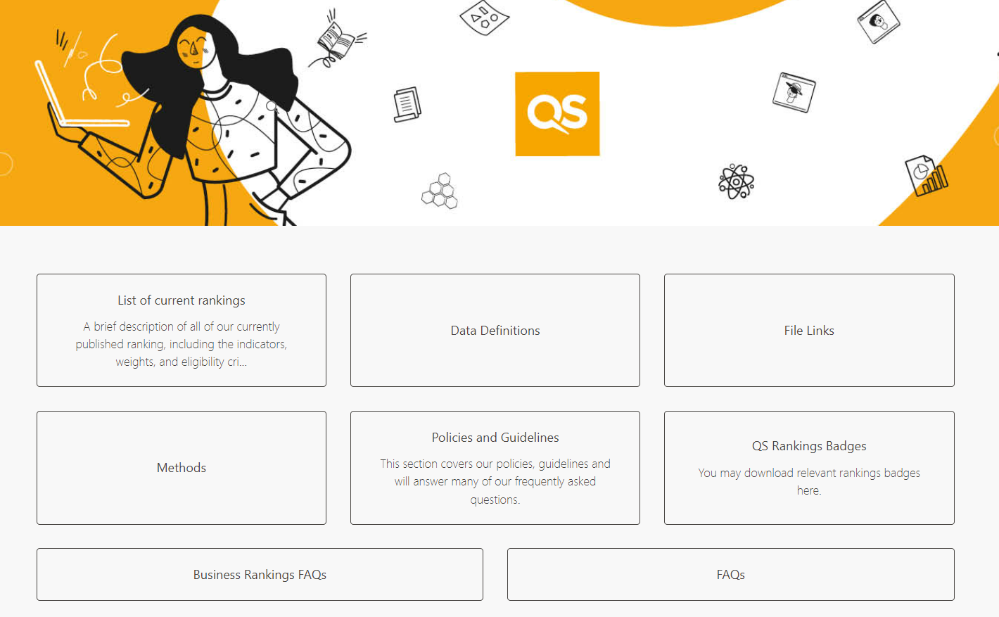 QS
List of current rankings
A brief description of all of our currently
published ranking, including the indicators,
weights, and eligibility cri...
Data Definitions
File Links
Methods
Policies and Guidelines
This section covers our policies, guidelines and
will answer many of our frequently asked
questions.
QS Rankings Badges
You may download relevant rankings badges
here.
Business Rankings FAQs
FAQs